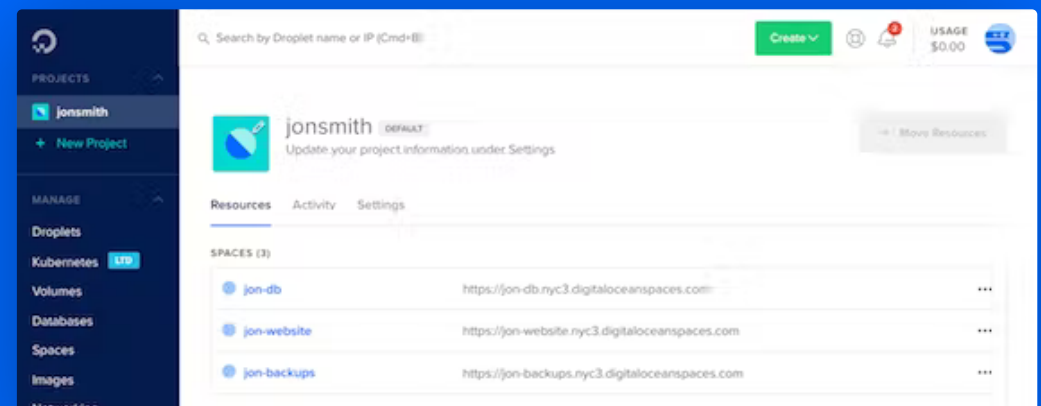 Search by Droplet name or IP (Cmd+B)
Create
2
USAGE
$0.00
PROJECTS
jonsmith
+ New Project
MANAGE
Droplets
Kubernetes LTD
Volumes
Databases
Spaces
Images
jonsmith DEFAULT
Update your project information under Settings
Move Resources
Resources Activity Settings
SPACES (3)
jon-db https://jon-db.nyc3.digitaloceanspaces.com
jon-website https://jon-website.nyc3.digitaloceanspaces.com
jon-backups https://jon-backups.nyc3.digitaloceanspaces.com